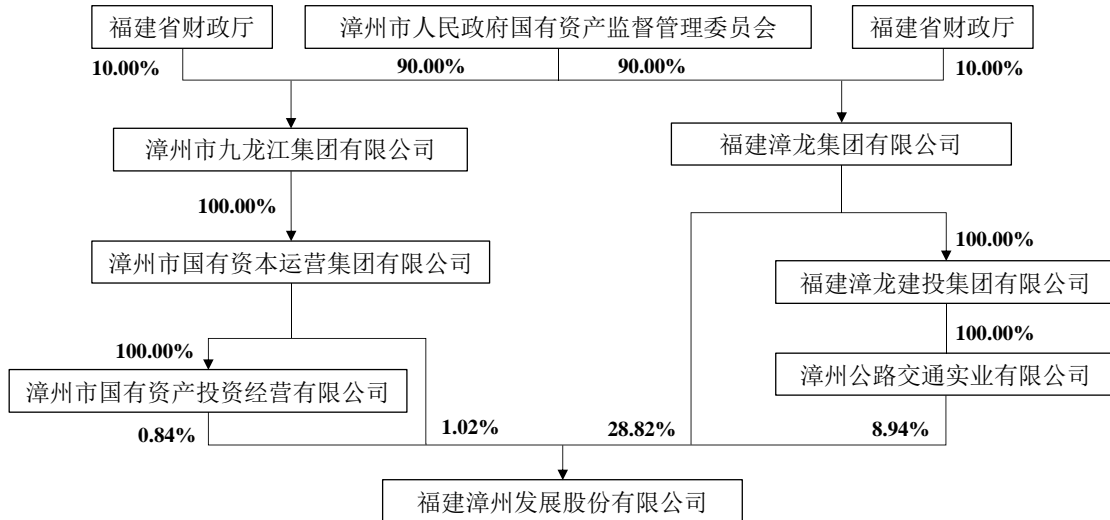 福建省财政厅
漳州市人民政府国有资产监督管理委员会
福建省财政厅
10.00%
90.00%
90.00%
10.00%
漳州市九龙江集团有限公司
福建漳龙集团有限公司
100.00%
100.00%
漳州市国有资本运营集团有限公司
福建漳龙建投集团有限公司
100.00%
100.00%
漳州市国有资产投资经营有限公司
漳州公路交通实业有限公司
0.84%
1.02%
28.82%
8.94%
福建漳州发展股份有限公司